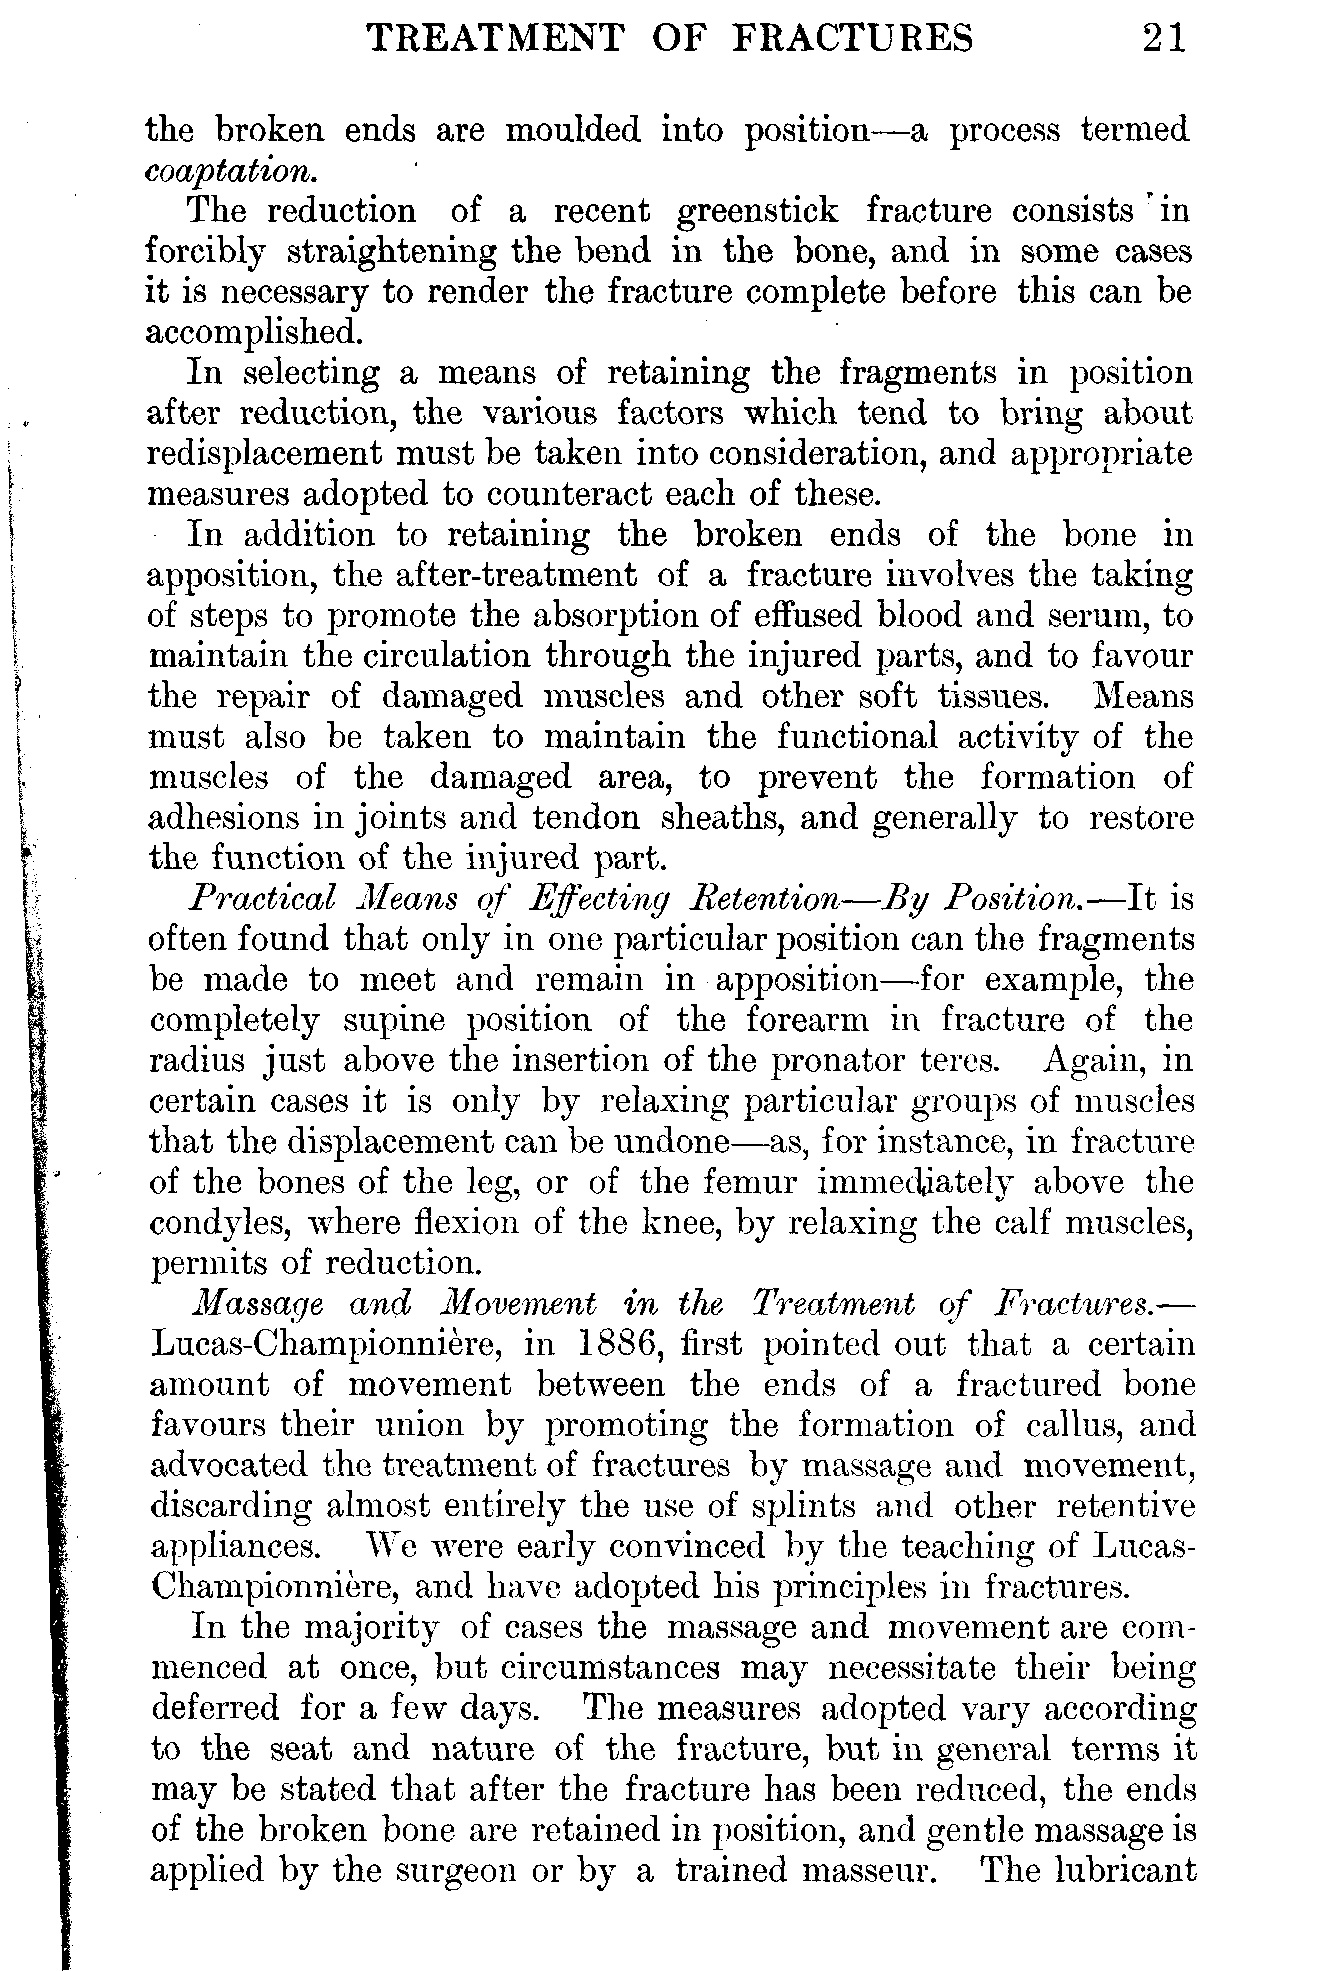 TREATMENT OF FRACTURES 21
the broken ends are moulded into position—a process termed
coaptation.
The reduction of a recent greenstick fracture consists in
forcibly straightening the bend in the bone, and in some cases
it is necessary to render the fracture complete before this can be
accomplished.
In selecting a means of retaining the fragments in position
after reduction, the various factors which tend to bring about
redisplacement must be taken into consideration, and appropriate
measures adopted to counteract each of these.
In addition to retaining the broken ends of the bone in
apposition, the after-treatment of a fracture involves the taking
of steps to promote the absorption of effused blood and serum, to
maintain the circulation through the injured parts, and to favour
the repair of damaged muscles and other soft tissues. Means
must also be taken to maintain the functional activity of the
muscles of the damaged area, to prevent the formation of
adhesions in joints and tendon sheaths, and generally to restore
the function of the injured part.
Practical Means of Effecting Retention—By Position.—It is
often found that only in one particular position can the fragments
be made to meet and remain in apposition—for example, the
completely supine position of the forearm in fracture of the
radius just above the insertion of the pronator teres. Again, in
certain cases it is only by relaxing particular groups of muscles
that the displacement can be undone—as, for instance, in fracture
of the bones of the leg, or of the femur immediately above the
condyles, where flexion of the knee, by relaxing the calf muscles,
permits of reduction.
Massage and Movement in the Treatment of Fractures.—
Lucas-Championnière, in 1886, first pointed out that a certain
amount of movement between the ends of a fractured bone
favours their union by promoting the formation of callus, and
advocated the treatment of fractures by massage and movement,
discarding almost entirely the use of splints and other retentive
appliances. We were early convinced by the teaching of Lucas-
Championnière, and have adopted his principles in fractures.
In the majority of cases the massage and movement are com-
menced at once, but circumstances may necessitate their being
deferred for a few days. The measures adopted vary according
to the seat and nature of the fracture, but in general terms it
may be stated that after the fracture has been reduced, the ends
of the broken bone are retained in position, and gentle massage is
applied by the surgeon or by a trained masseur. The lubricant